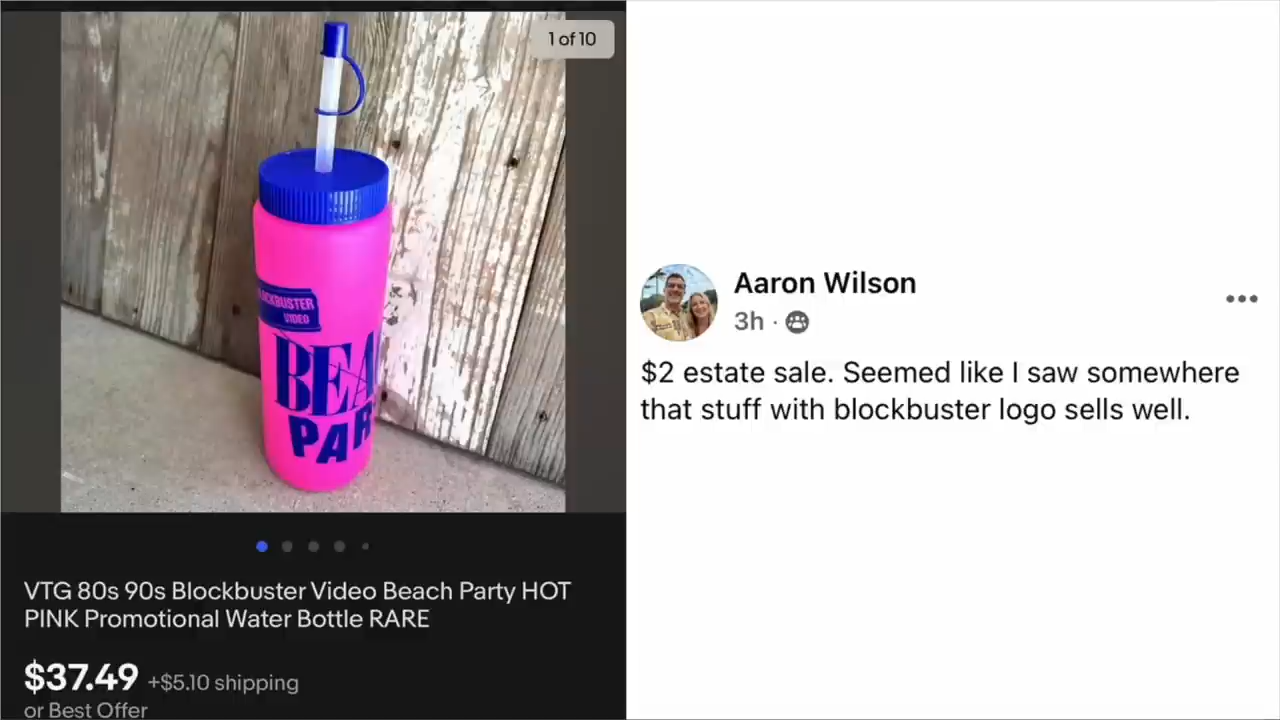 1 of 10
BLOCKBUSTER
VIDEO
BEA
PAR
VTG 80s 90s Blockbuster Video Beach Party HOT
PINK Promotional Water Bottle RARE
$37.49 +$5.10 shipping
or Best Offer
Aaron Wilson
3h ·
$2 estate sale. Seemed like I saw somewhere
that stuff with blockbuster logo sells well.